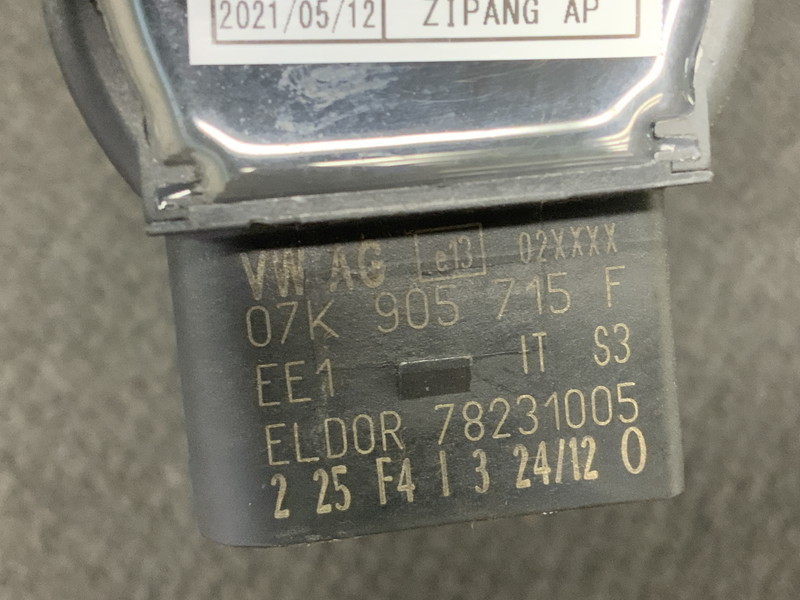 2021/05/12 ZIPANG AP
VW AG e13 02XXXX
07K 905 715 F
EE1 IT S3
ELDOR 78231005
2 25 F4 I 3 24/12 0